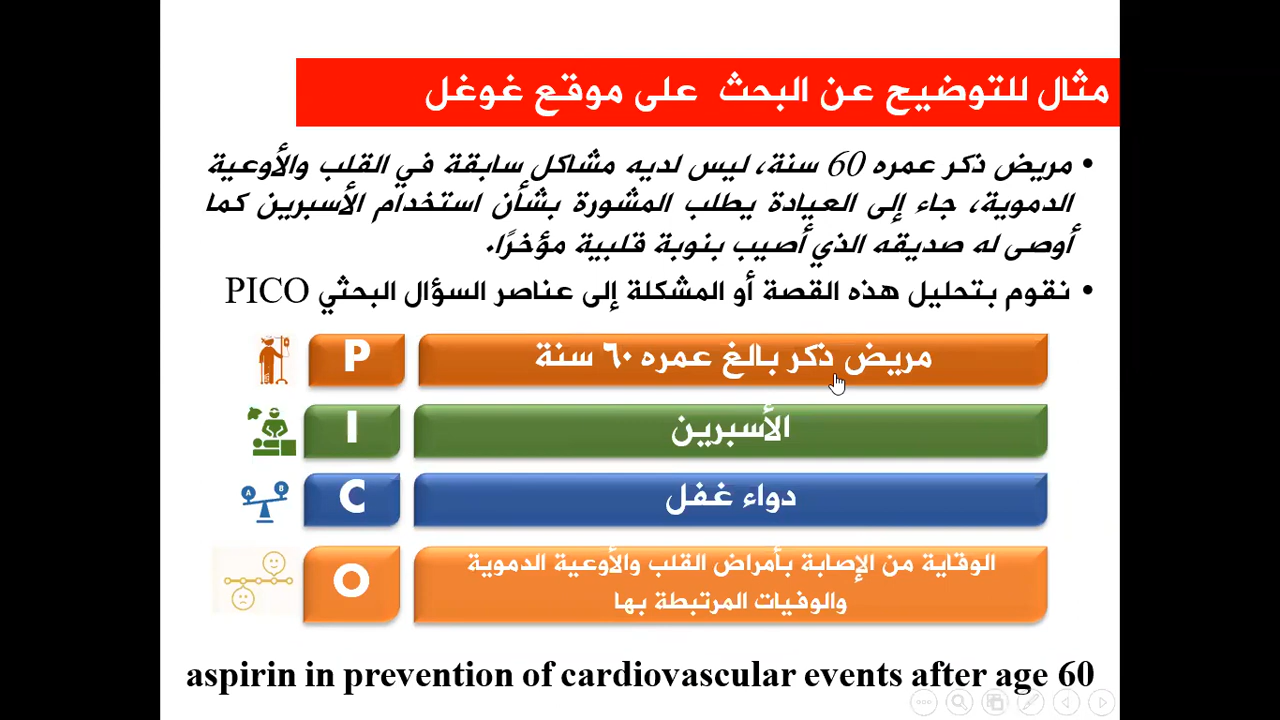 مثال للتوضيح عن البحث على موقع غوغل
• مريض ذكر عمره 60 سنة، ليس لديه مشاكل سابقة في القلب والأوعية
الدموية، جاء إلى العيادة يطلب المشورة بشأن استخدام الأسبرين كما
أوصى له صديقه الذي أصيب بنوبة قلبية مؤخرًا.
• نقوم بتحليل هذه القصة أو المشكلة إلى عناصر السؤال البحثي PICO
P مريض ذكر بالغ عمره ٦٠ سنة
I الأسبرين
A B
C دواء غفل
O الوقاية من الإصابة بأمراض القلب والأوعية الدموية
والوفيات المرتبطة بها
aspirin in prevention of cardiovascular events after age 60